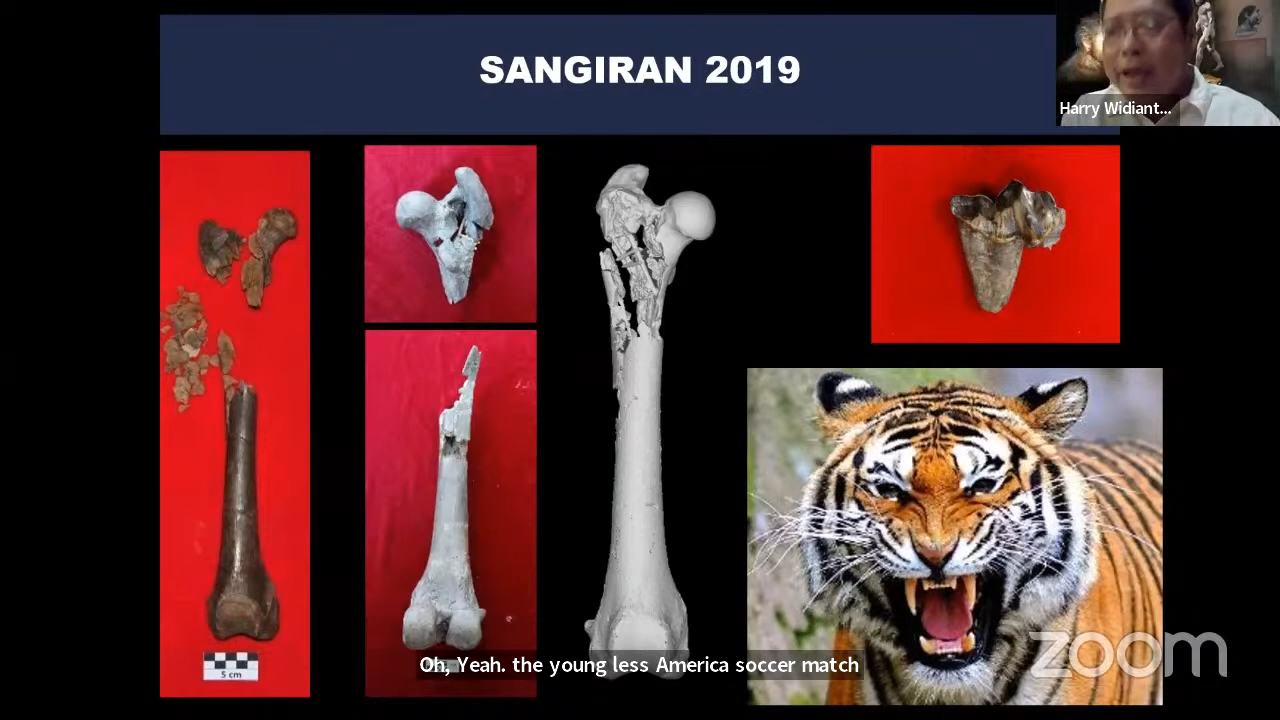 SANGIRAN 2019
Harry Widiant...
5 cm
Oh, Yeah. the young less America soccer match
zoom